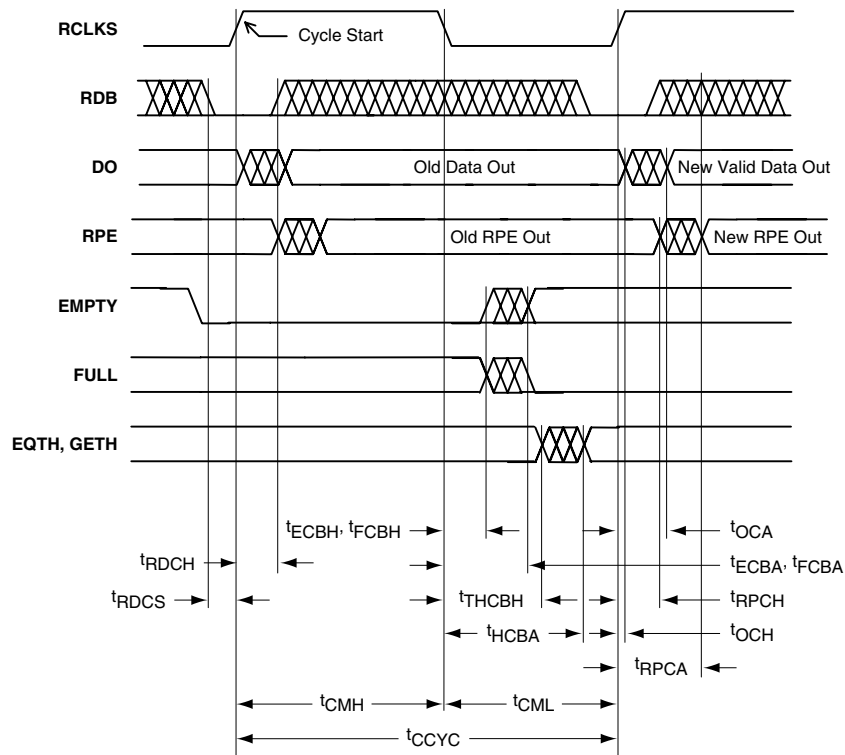 RCLKS
Cycle Start
RDB
DO
Old Data Out
New Valid Data Out
RPE
Old RPE Out
New RPE Out
EMPTY
FULL
EQTH, GETH
tECBH, tFCBH
tOCA
tRDCH
tECBA, tFCBA
tRDCS
tTHCBH
tRPCH
tHCBA
tOCH
tRPCA
tCMH
tCML
tCCYC